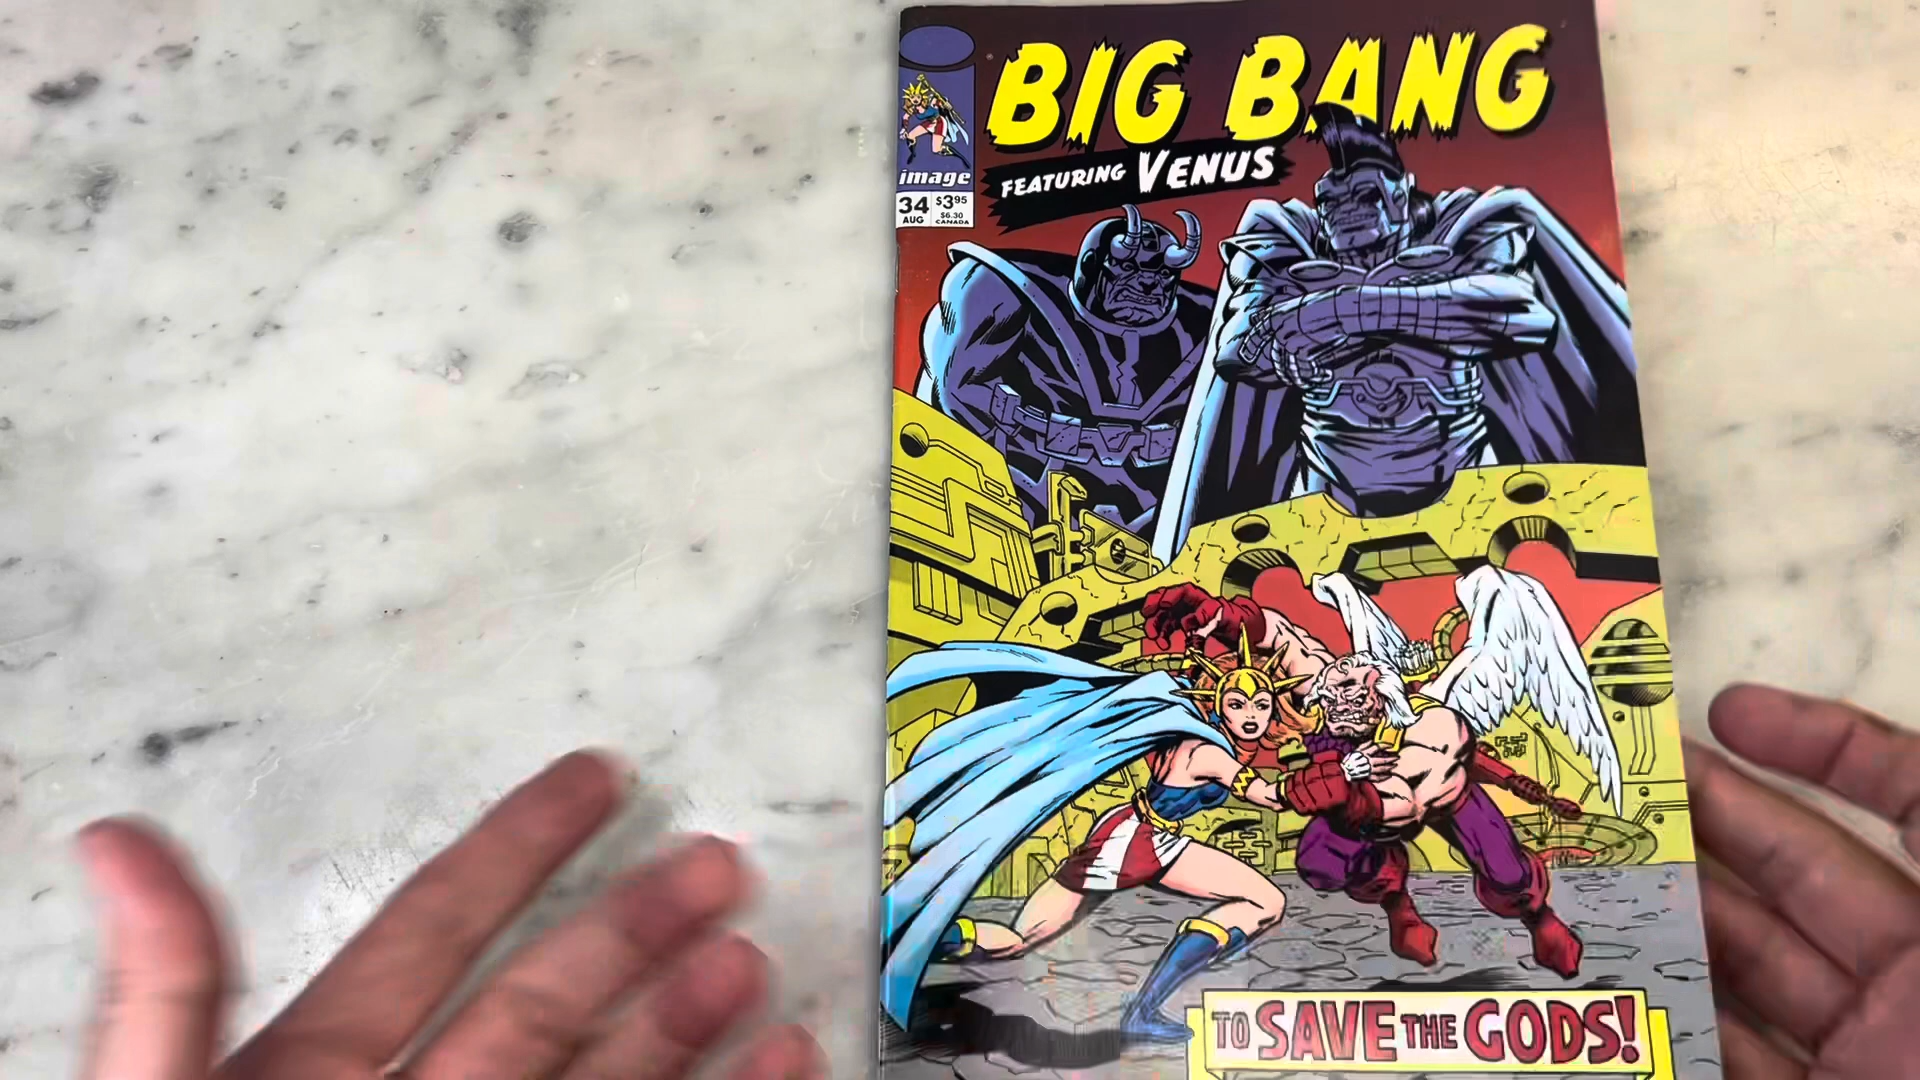 BIG BANG
FEATURING VENUS
image
34 $3.95
AUG $6.30
CANADA
TO SAVE THE GODS!